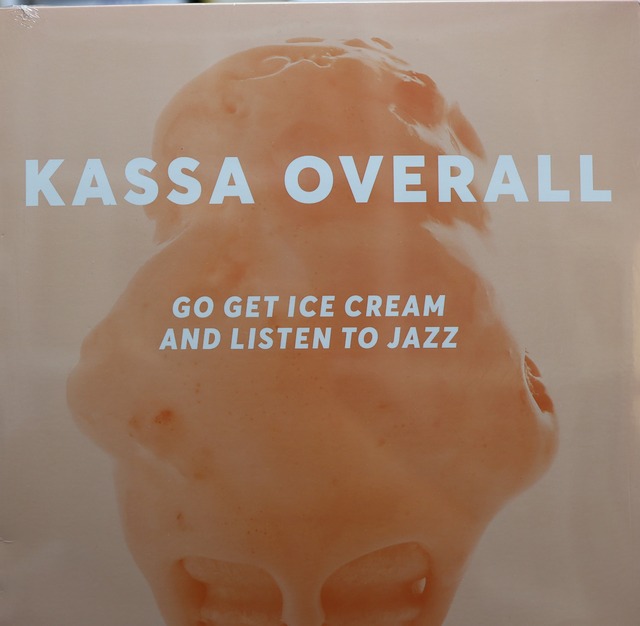 KASSA OVERALL
GO GET ICE CREAM
AND LISTEN TO JAZZ